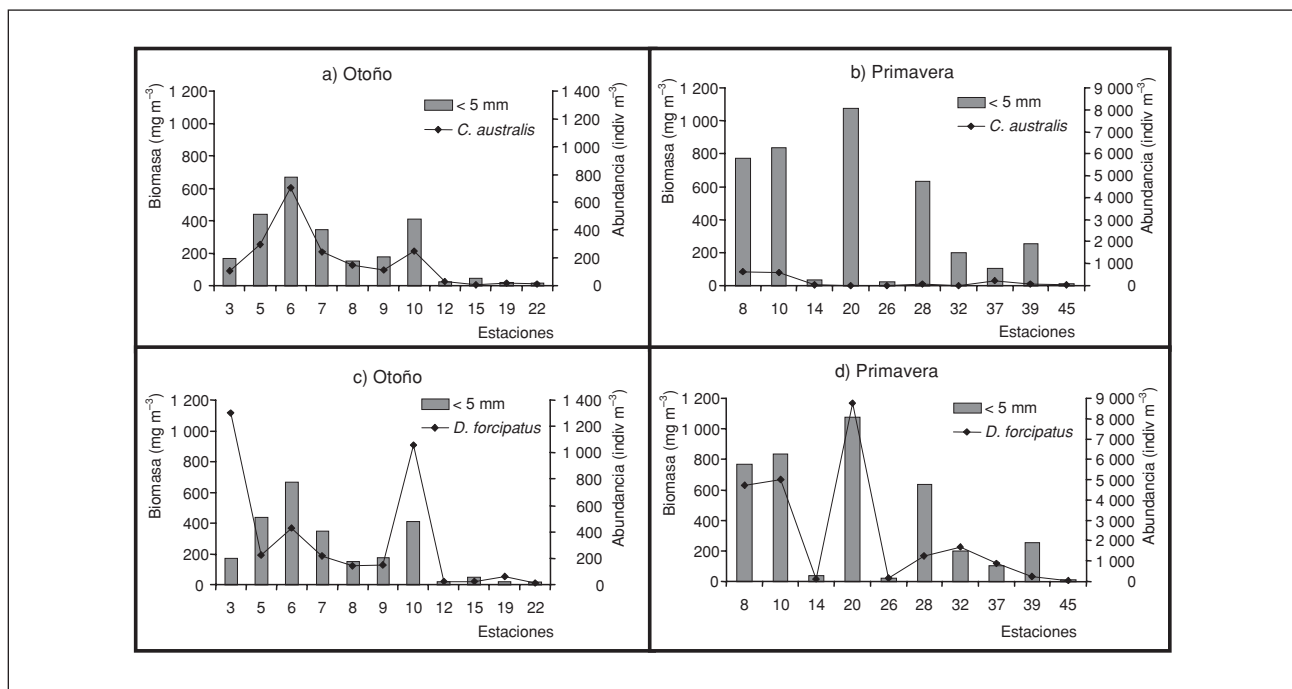 a) Otoño
Biomasa (mg m⁻³)
1 200
1 000
800
600
400
200
0
< 5 mm
C. australis
1 400
1 200
1 000
800
600
400
200
0
Abundancia (indiv m⁻³)
3 5 6 7 8 9 10 12 15 19 22
Estaciones
b) Primavera
Biomasa (mg m⁻³)
1 200
1 000
800
600
400
200
0
< 5 mm
C. australis
9 000
8 000
7 000
6 000
5 000
4 000
3 000
2 000
1 000
0
Abundancia (indiv m⁻³)
8 10 14 20 26 28 32 37 39 45
Estaciones
c) Otoño
Biomasa (mg m⁻³)
1 200
1 000
800
600
400
200
0
< 5 mm
D. forcipatus
1 400
1 200
1 000
800
600
400
200
0
Abundancia (indiv m⁻³)
3 5 6 7 8 9 10 12 15 19 22
Estaciones
d) Primavera
Biomasa (mg m⁻³)
1 200
1 000
800
600
400
200
0
< 5 mm
D. forcipatus
9 000
8 000
7 000
6 000
5 000
4 000
3 000
2 000
1 000
0
Abundancia (indiv m⁻³)
8 10 14 20 26 28 32 37 39 45
Estaciones